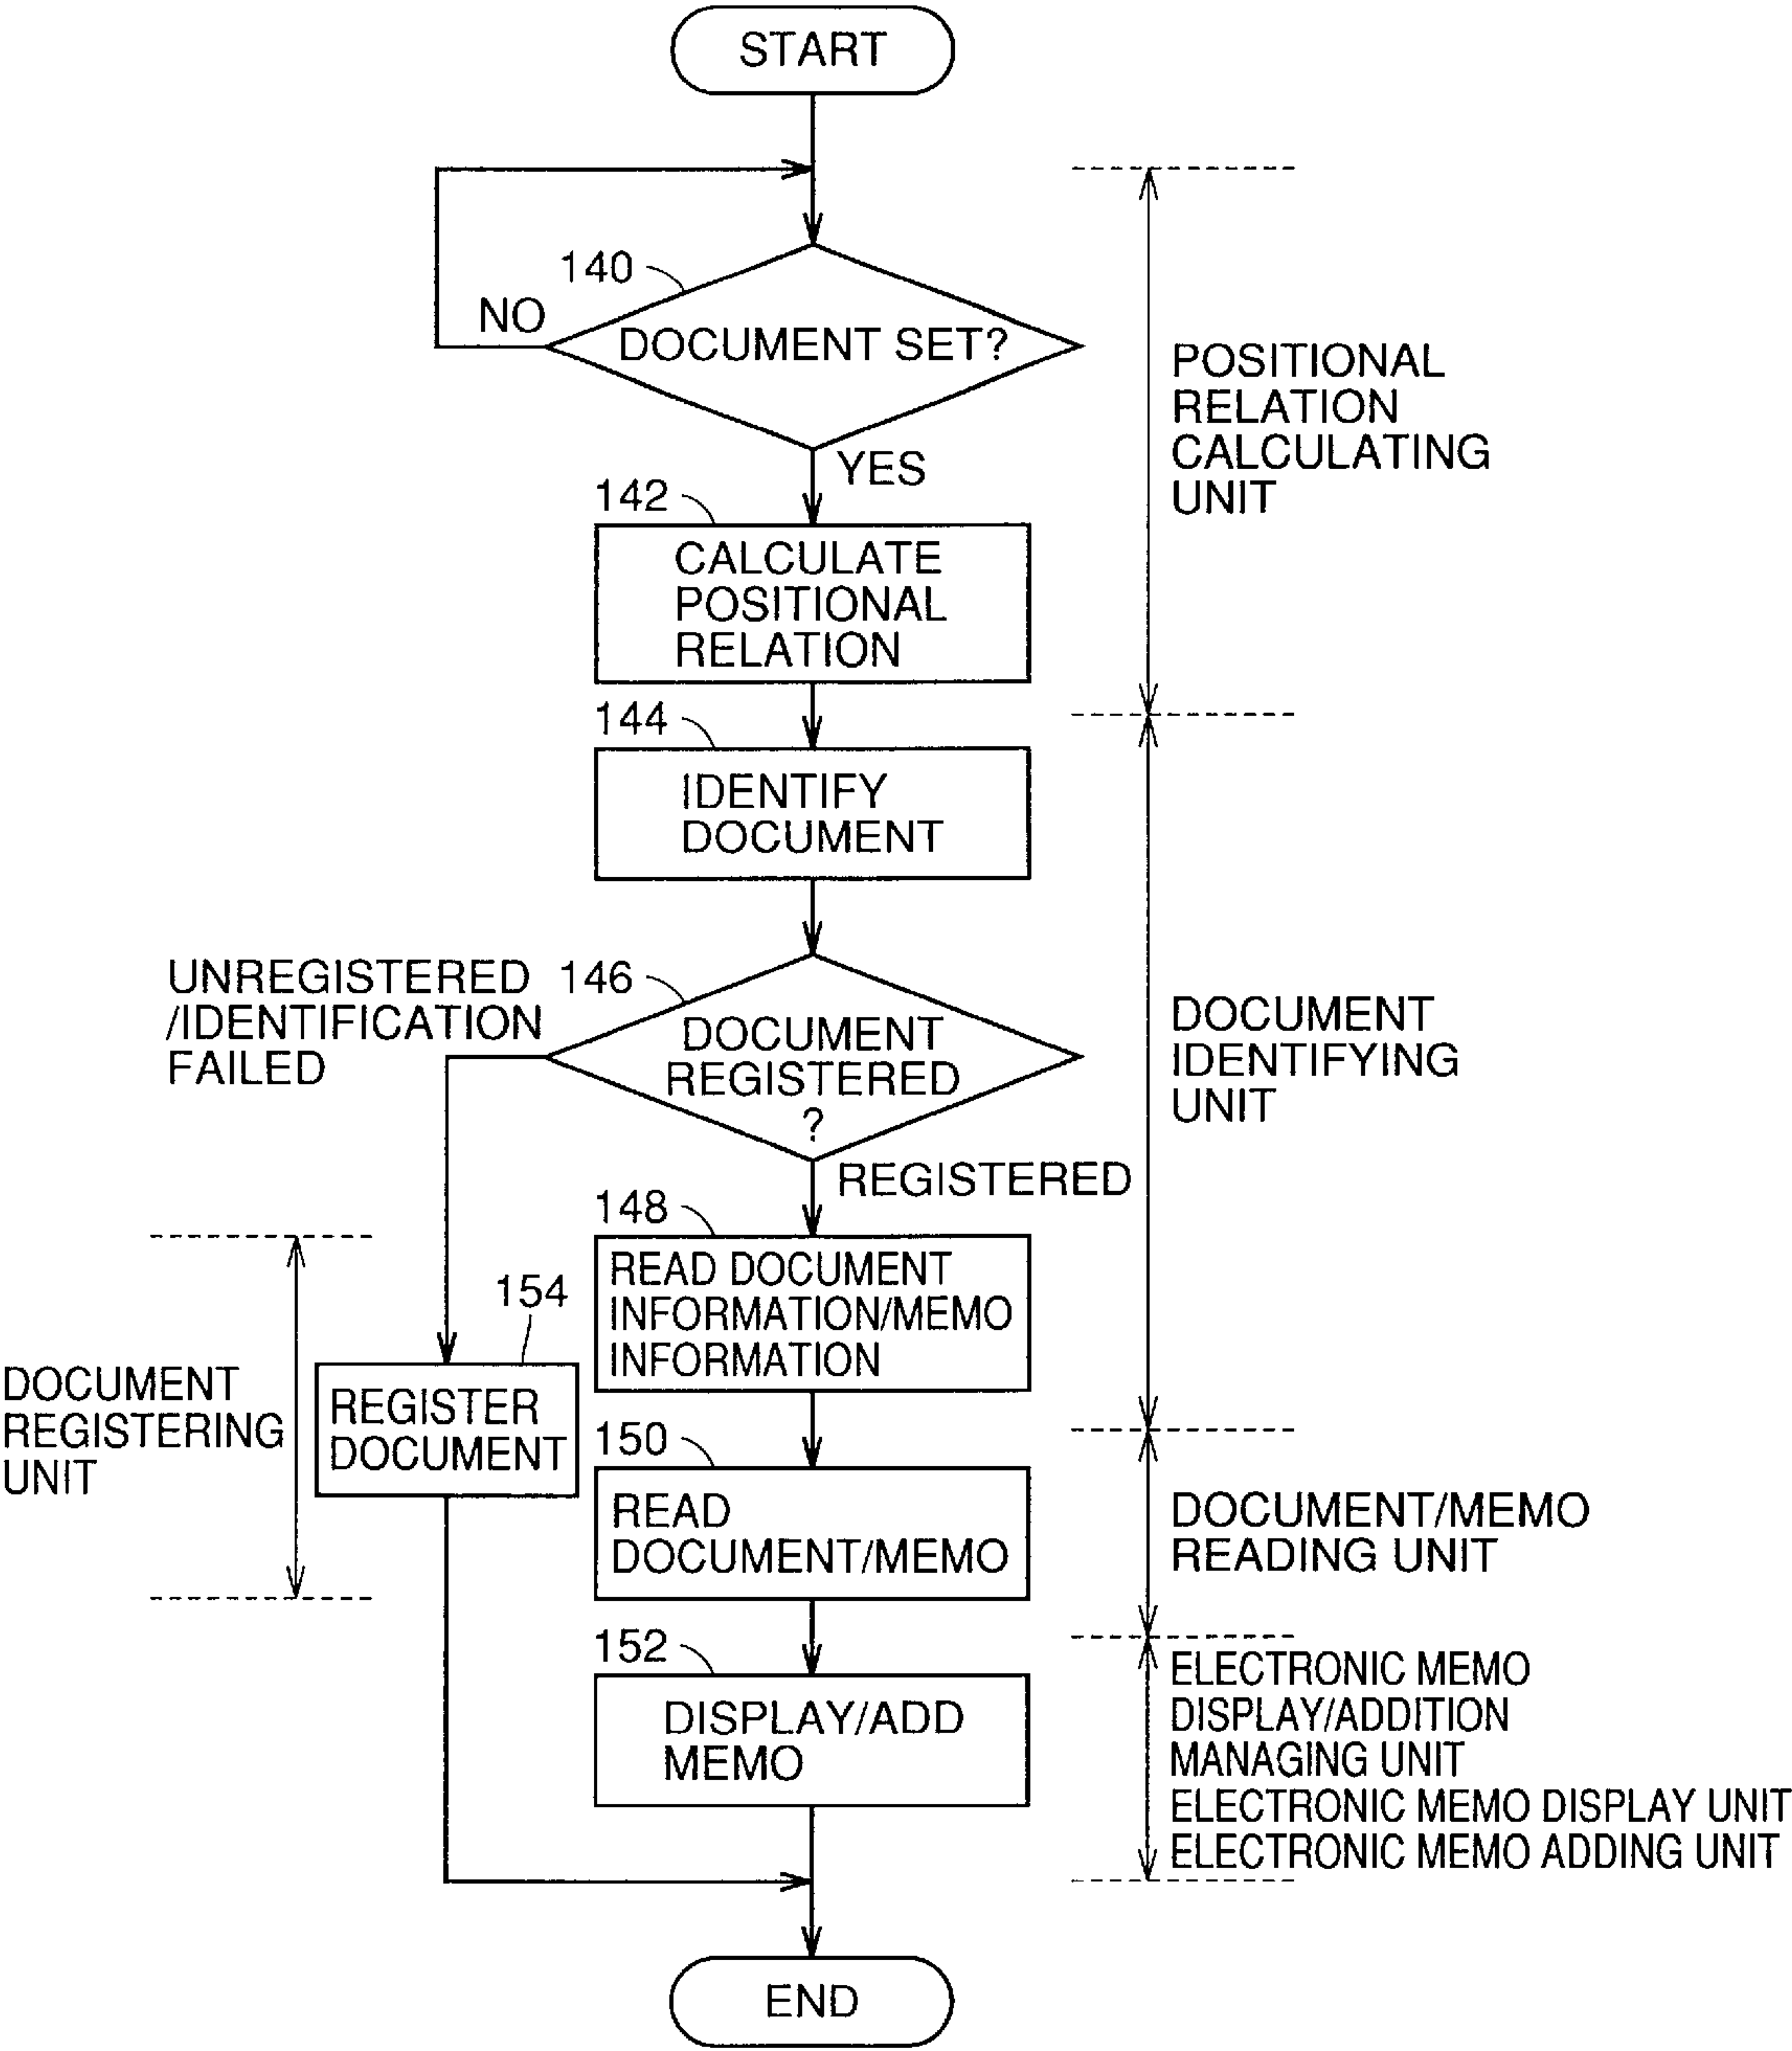 START
140
NO
DOCUMENT SET?
YES
POSITIONAL
RELATION
CALCULATING
UNIT
142
CALCULATE
POSITIONAL
RELATION
144
IDENTIFY
DOCUMENT
UNREGISTERED
/IDENTIFICATION
FAILED
146
DOCUMENT
REGISTERED
?
REGISTERED
DOCUMENT
IDENTIFYING
UNIT
148
READ DOCUMENT
INFORMATION/MEMO
INFORMATION
154
REGISTER
DOCUMENT
DOCUMENT
REGISTERING
UNIT
150
READ
DOCUMENT/MEMO
DOCUMENT/MEMO
READING UNIT
152
DISPLAY/ADD
MEMO
ELECTRONIC MEMO
DISPLAY/ADDITION
MANAGING UNIT
ELECTRONIC MEMO DISPLAY UNIT
ELECTRONIC MEMO ADDING UNIT
END